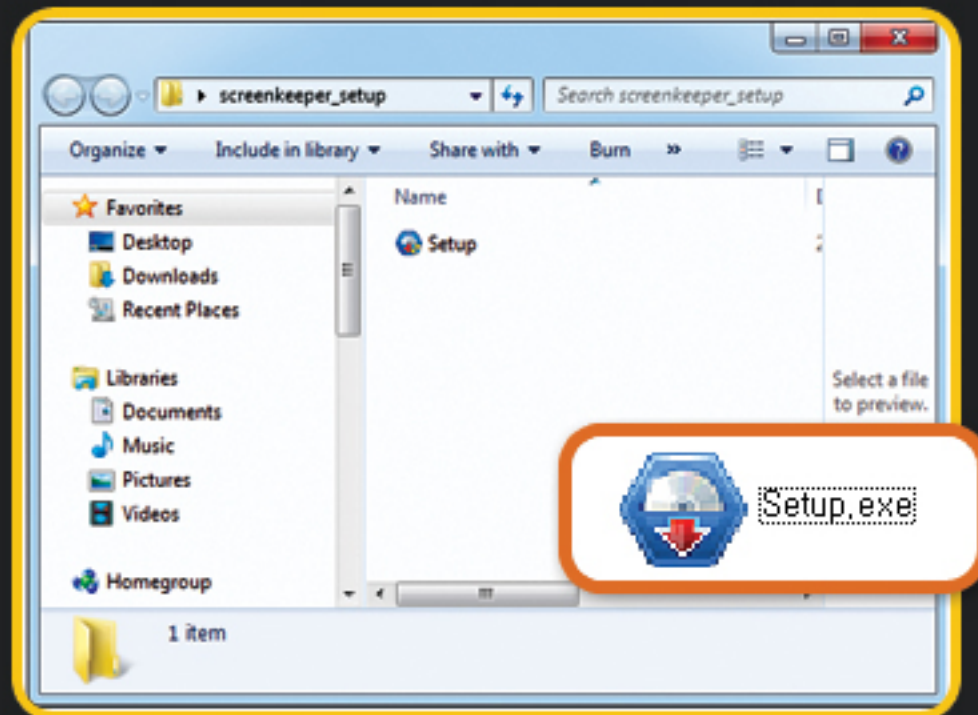 screenkeeper_setup
Search screenkeeper_setup
Organize
Include in library
Share with
Burn
Favorites
Desktop
Downloads
Recent Places
Libraries
Documents
Music
Pictures
Videos
Homegroup
Name
Setup
Select a file
to preview.
Setup.exe
1 item